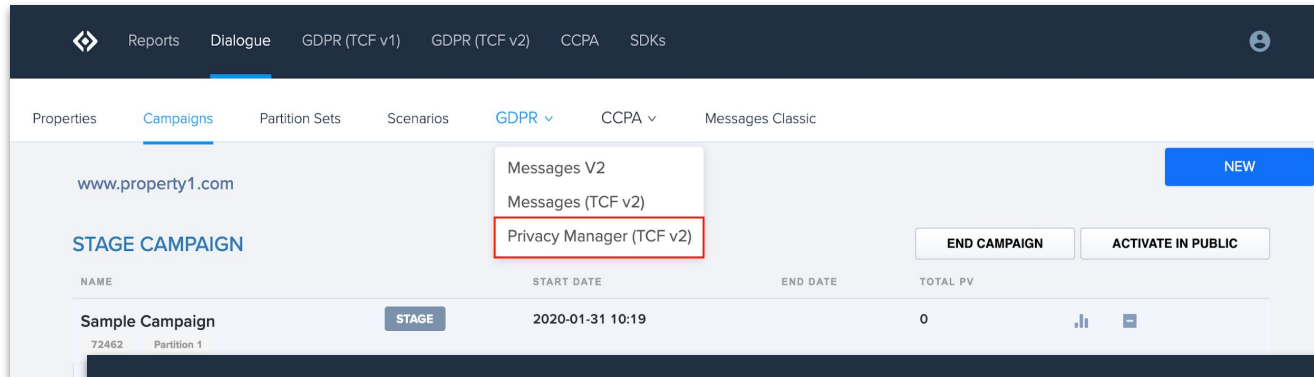 Reports Dialogue GDPR (TCF v1) GDPR (TCF v2) CCPA SDKs
Properties Campaigns Partition Sets Scenarios GDPR CCPA Messages Classic
Messages V2
Messages (TCF v2)
Privacy Manager (TCF v2)
www.property1.com
NEW
STAGE CAMPAIGN
END CAMPAIGN ACTIVATE IN PUBLIC
NAME START DATE END DATE TOTAL PV
Sample Campaign STAGE 2020-01-31 10:19 0
72462 Partition 1